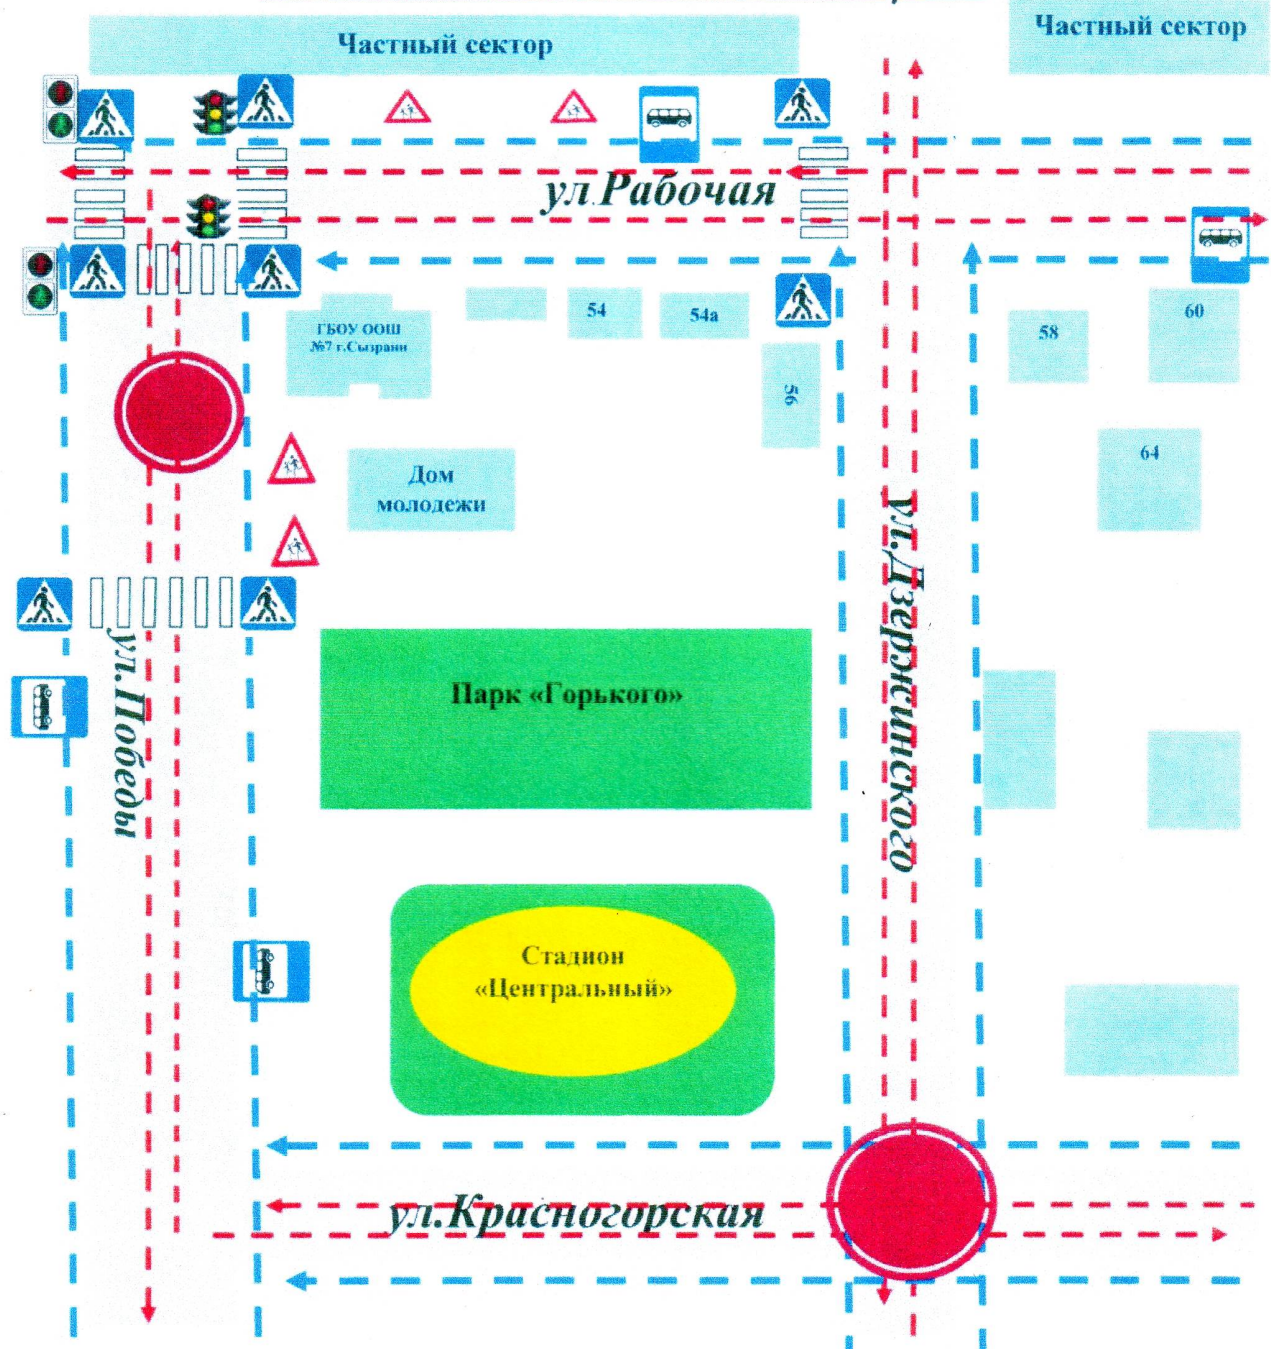 Частный сектор
Частный сектор
ул.Рабочая
ГБОУ ООШ
№7 г.Сызрани
54
54а
56
58
60
64
Дом
молодежи
ул.Дзержинского
ул.Победы
Парк «Горького»
Стадион
«Центральный»
ул.Красногорская